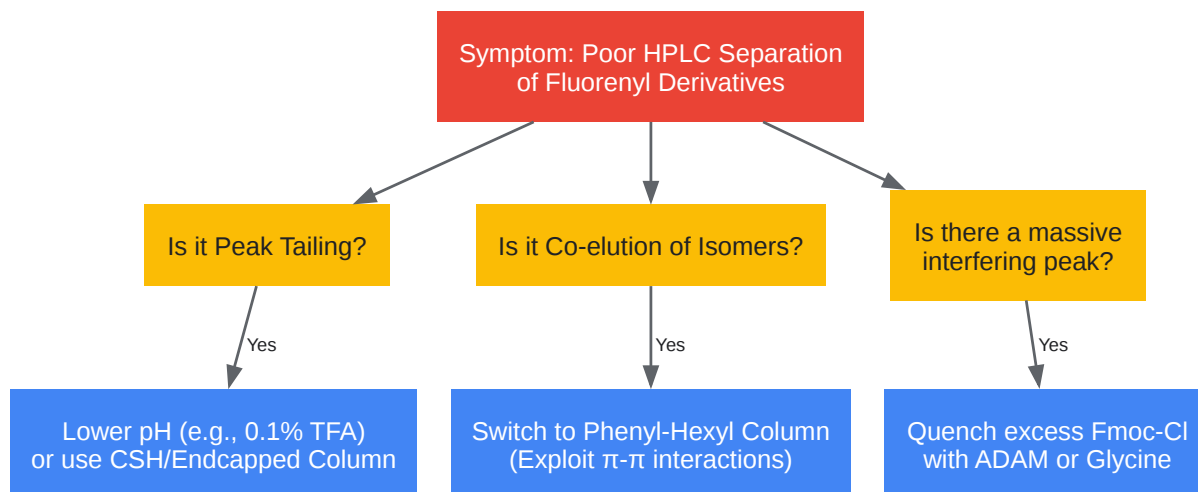 Symptom: Poor HPLC Separation
of Fluorenyl Derivatives
Is it Peak Tailing?
Is it Co-elution of Isomers?
Is there a massive
interfering peak?
Yes
Yes
Yes
Lower pH (e.g., 0.1% TFA)
or use CSH/Endcapped Column
Switch to Phenyl-Hexyl Column
(Exploit π-π interactions)
Quench excess Fmoc-Cl
with ADAM or Glycine